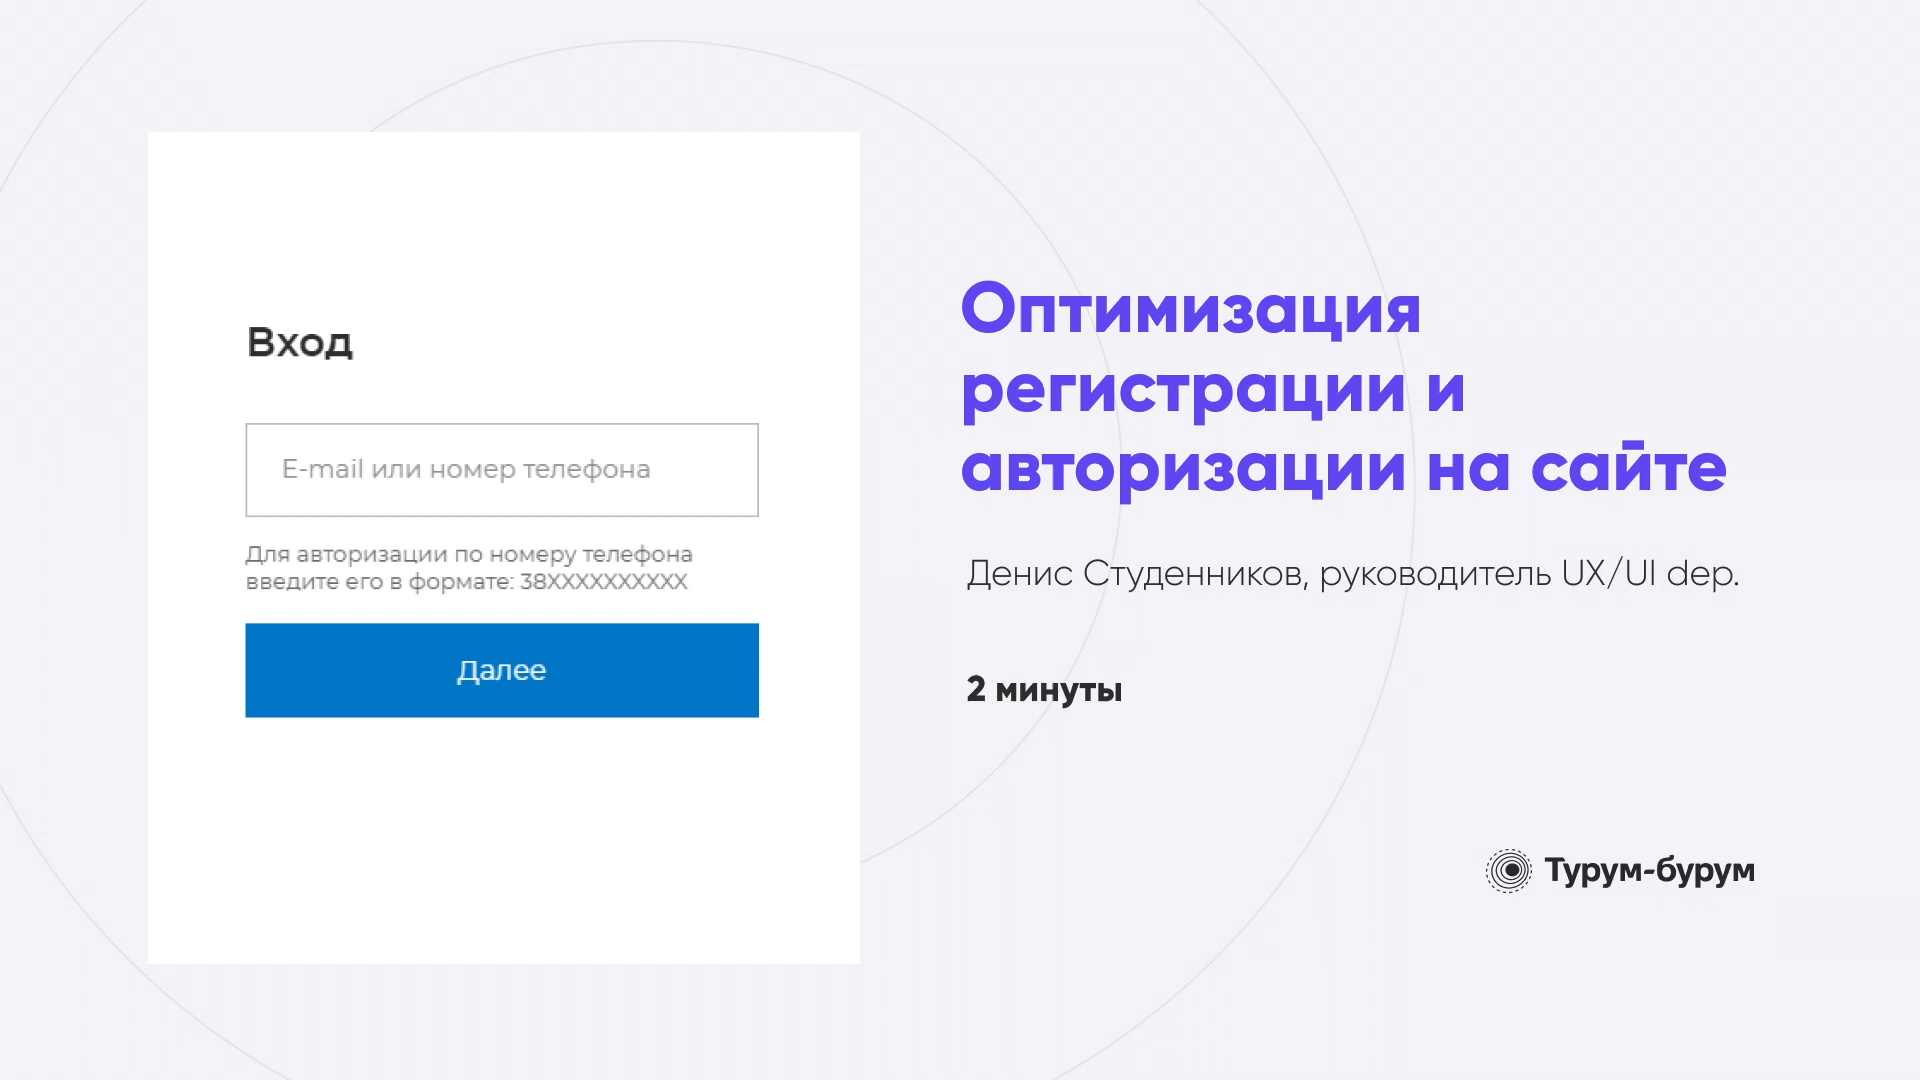 Вход
E-mail или номер телефона
Для авторизации по номеру телефона
введите его в формате: 38XXXXXXXXXX
Далее
Оптимизация
регистрации и
авторизации на сайте
Денис Студенников, руководитель UX/UI dep.
2 минуты
Турум-бурум